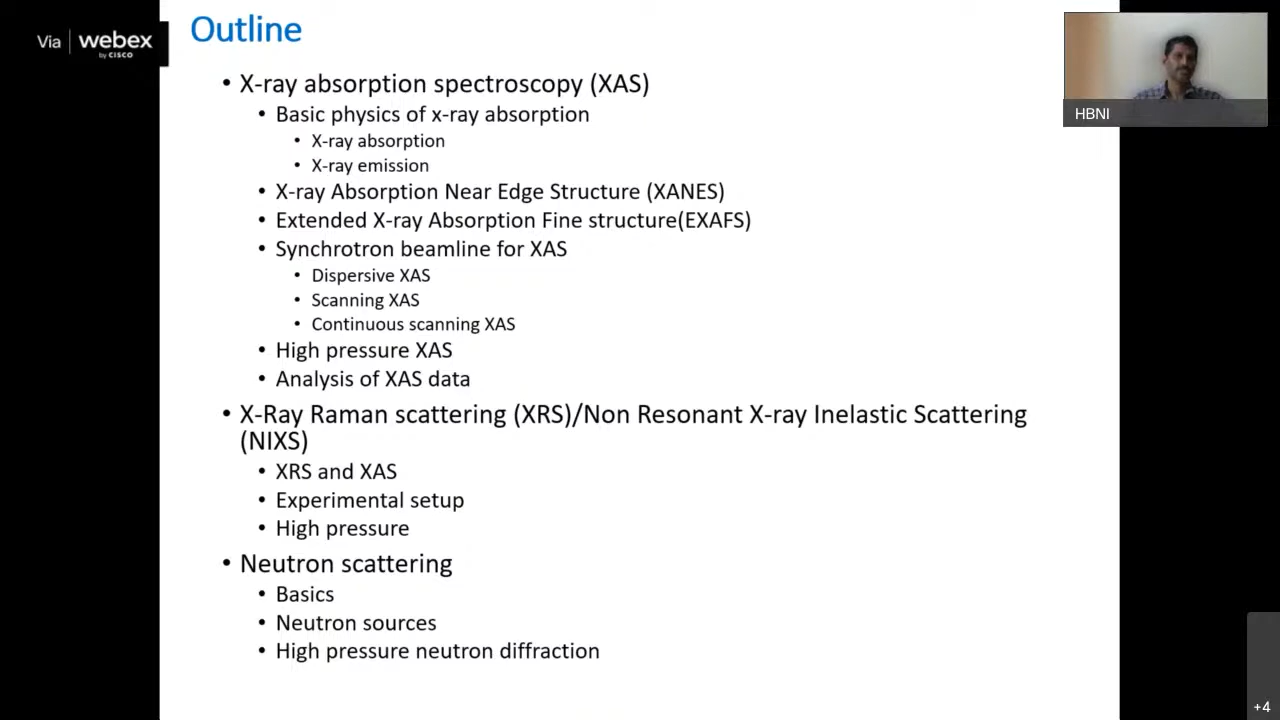 Via webex
by CISCO
Outline
HBNI
• X-ray absorption spectroscopy (XAS)
• Basic physics of x-ray absorption
• X-ray absorption
• X-ray emission
• X-ray Absorption Near Edge Structure (XANES)
• Extended X-ray Absorption Fine structure(EXAFS)
• Synchrotron beamline for XAS
• Dispersive XAS
• Scanning XAS
• Continuous scanning XAS
• High pressure XAS
• Analysis of XAS data
• X-Ray Raman scattering (XRS)/Non Resonant X-ray Inelastic Scattering
(NIXS)
• XRS and XAS
• Experimental setup
• High pressure
• Neutron scattering
• Basics
• Neutron sources
• High pressure neutron diffraction
+4